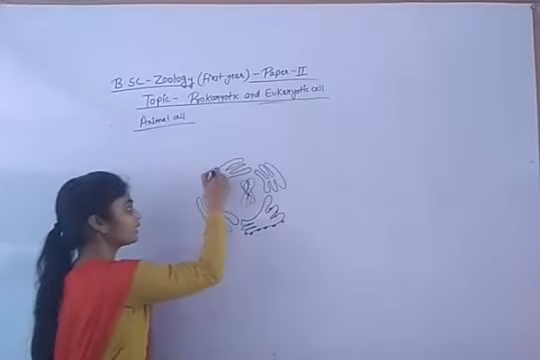 B SC - Zoology (first year) - Paper - II
Topic - Prokaryotic and Eukaryotic cell
Animal cell